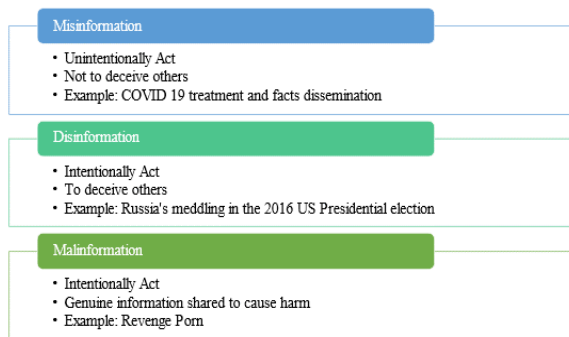 Misinformation
• Unintentionally Act
• Not to deceive others
• Example: COVID 19 treatment and facts dissemination
Disinformation
• Intentionally Act
• To deceive others
• Example: Russia's meddling in the 2016 US Presidential election
Malinformation
• Intentionally Act
• Genuine information shared to cause harm
• Example: Revenge Porn